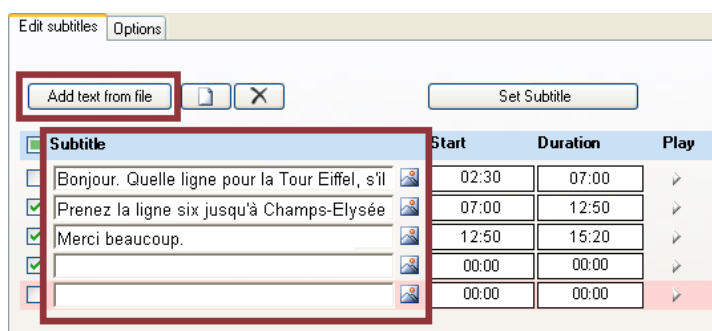 Edit subtitles Options
Add text from file Set Subtitle
Subtitle Start Duration Play
Bonjour. Quelle ligne pour la Tour Eiffel, s'il 02:30 07:00
Prenez la ligne six jusqu'à Champs-Elysée 07:00 12:50
Merci beaucoup. 12:50 15:20
00:00 00:00
00:00 00:00